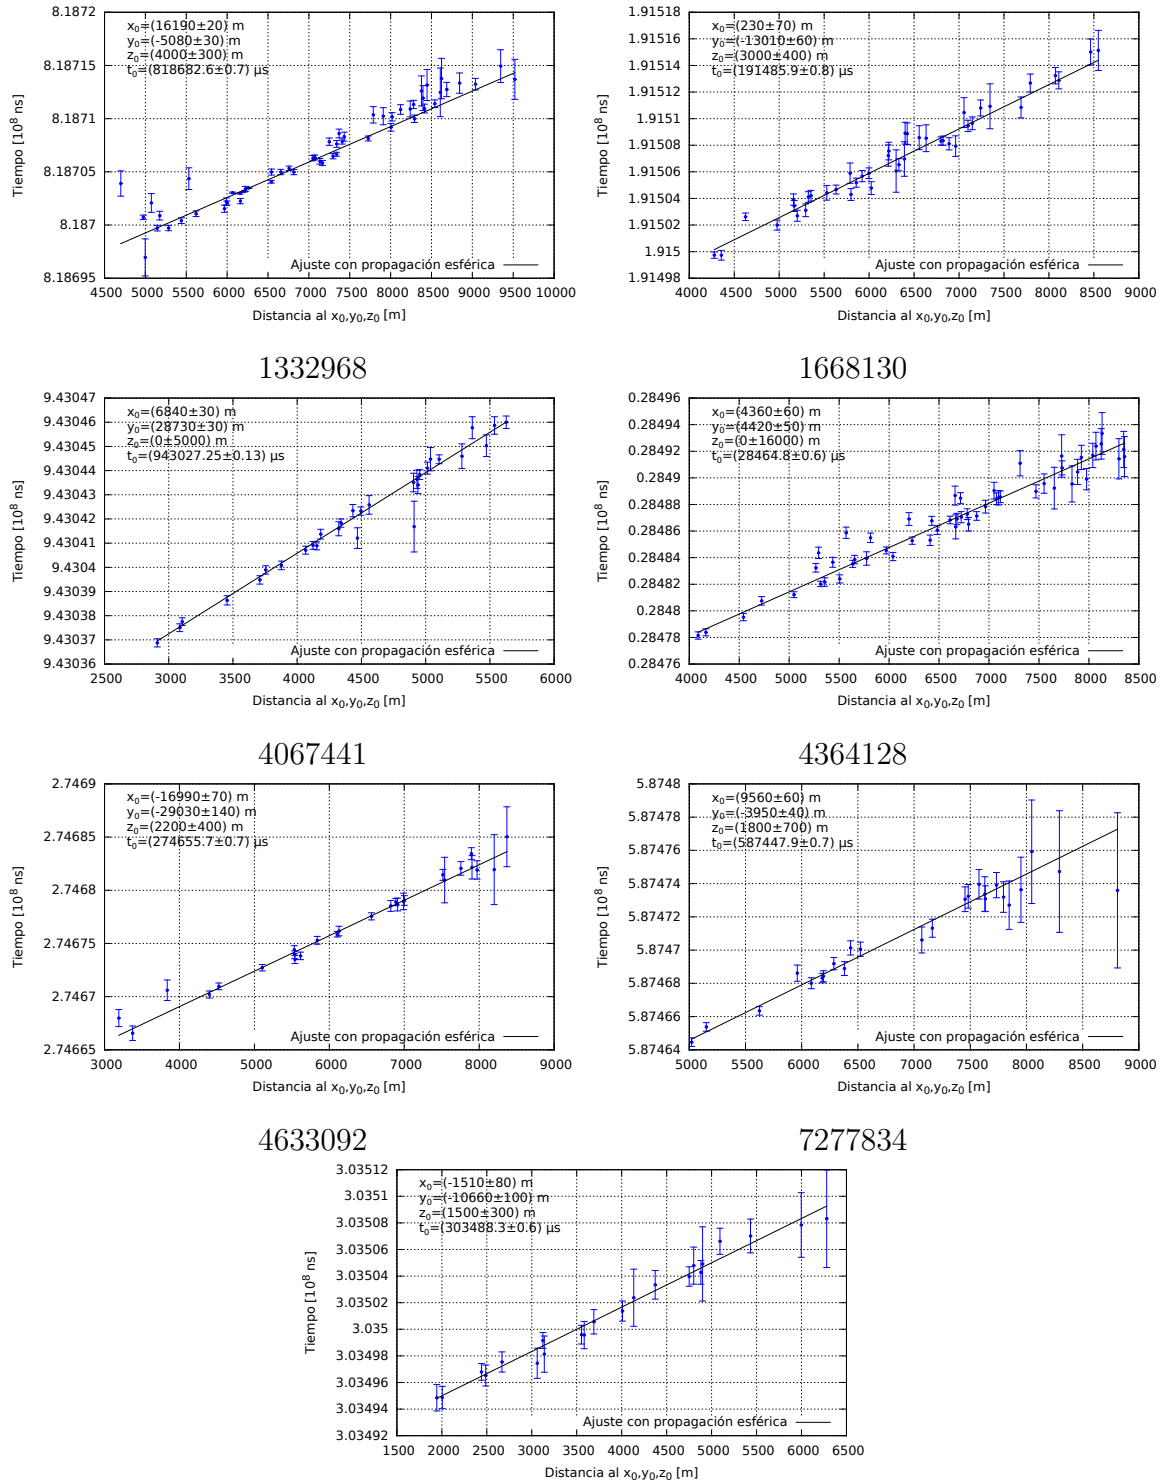 8.1872
8.18715
8.1871
8.18705
8.187
8.18695
Tiempo [10⁸ ns]
x₀=(16190±20) m
y₀=(-5080±30) m
z₀=(4000±300) m
t₀=(818682.6±0.7) µs
Ajuste con propagación esférica
4500 5000 5500 6000 6500 7000 7500 8000 8500 9000 9500 10000
Distancia al x₀,y₀,z₀ [m]
1.91518
1.91516
1.91514
1.91512
1.9151
1.91508
1.91506
1.91504
1.91502
1.915
1.91498
Tiempo [10⁸ ns]
x₀=(230±70) m
y₀=(-13010±60) m
z₀=(3000±400) m
t₀=(191485.9±0.8) µs
Ajuste con propagación esférica
4000 4500 5000 5500 6000 6500 7000 7500 8000 8500 9000
Distancia al x₀,y₀,z₀ [m]
1332968
1668130
9.43047
9.43046
9.43045
9.43044
9.43043
9.43042
9.43041
9.4304
9.43039
9.43038
9.43037
9.43036
Tiempo [10⁸ ns]
x₀=(6840±30) m
y₀=(28730±30) m
z₀=(0±5000) m
t₀=(943027.25±0.13) µs
Ajuste con propagación esférica
2500 3000 3500 4000 4500 5000 5500 6000
Distancia al x₀,y₀,z₀ [m]
0.28496
0.28494
0.28492
0.2849
0.28488
0.28486
0.28484
0.28482
0.2848
0.28478
0.28476
Tiempo [10⁸ ns]
x₀=(4360±60) m
y₀=(4420±50) m
z₀=(0±16000) m
t₀=(28464.8±0.6) µs
Ajuste con propagación esférica
4000 4500 5000 5500 6000 6500 7000 7500 8000 8500
Distancia al x₀,y₀,z₀ [m]
4067441
4364128
2.7469
2.74685
2.7468
2.74675
2.7467
2.74665
Tiempo [10⁸ ns]
x₀=(-16990±70) m
y₀=(-29030±140) m
z₀=(2200±400) m
t₀=(274655.7±0.7) µs
Ajuste con propagación esférica
3000 4000 5000 6000 7000 8000 9000
Distancia al x₀,y₀,z₀ [m]
5.8748
5.87478
5.87476
5.87474
5.87472
5.8747
5.87468
5.87466
5.87464
Tiempo [10⁸ ns]
x₀=(9560±60) m
y₀=(-3950±40) m
z₀=(1800±700) m
t₀=(587447.9±0.7) µs
Ajuste con propagación esférica
5000 6000 7000 8000 9000
Distancia al x₀,y₀,z₀ [m]
4633092
7277834
3.03512
3.0351
3.03508
3.03506
3.03504
3.03502
3.035
3.03498
3.03496
3.03494
3.03492
Tiempo [10⁸ ns]
x₀=(-1510±80) m
y₀=(-10660±100) m
z₀=(1500±300) m
t₀=(303488.3±0.6) µs
Ajuste con propagación esférica
1500 2000 2500 3000 3500 4000 4500 5000 5500 6000 6500
Distancia al x₀,y₀,z₀ [m]